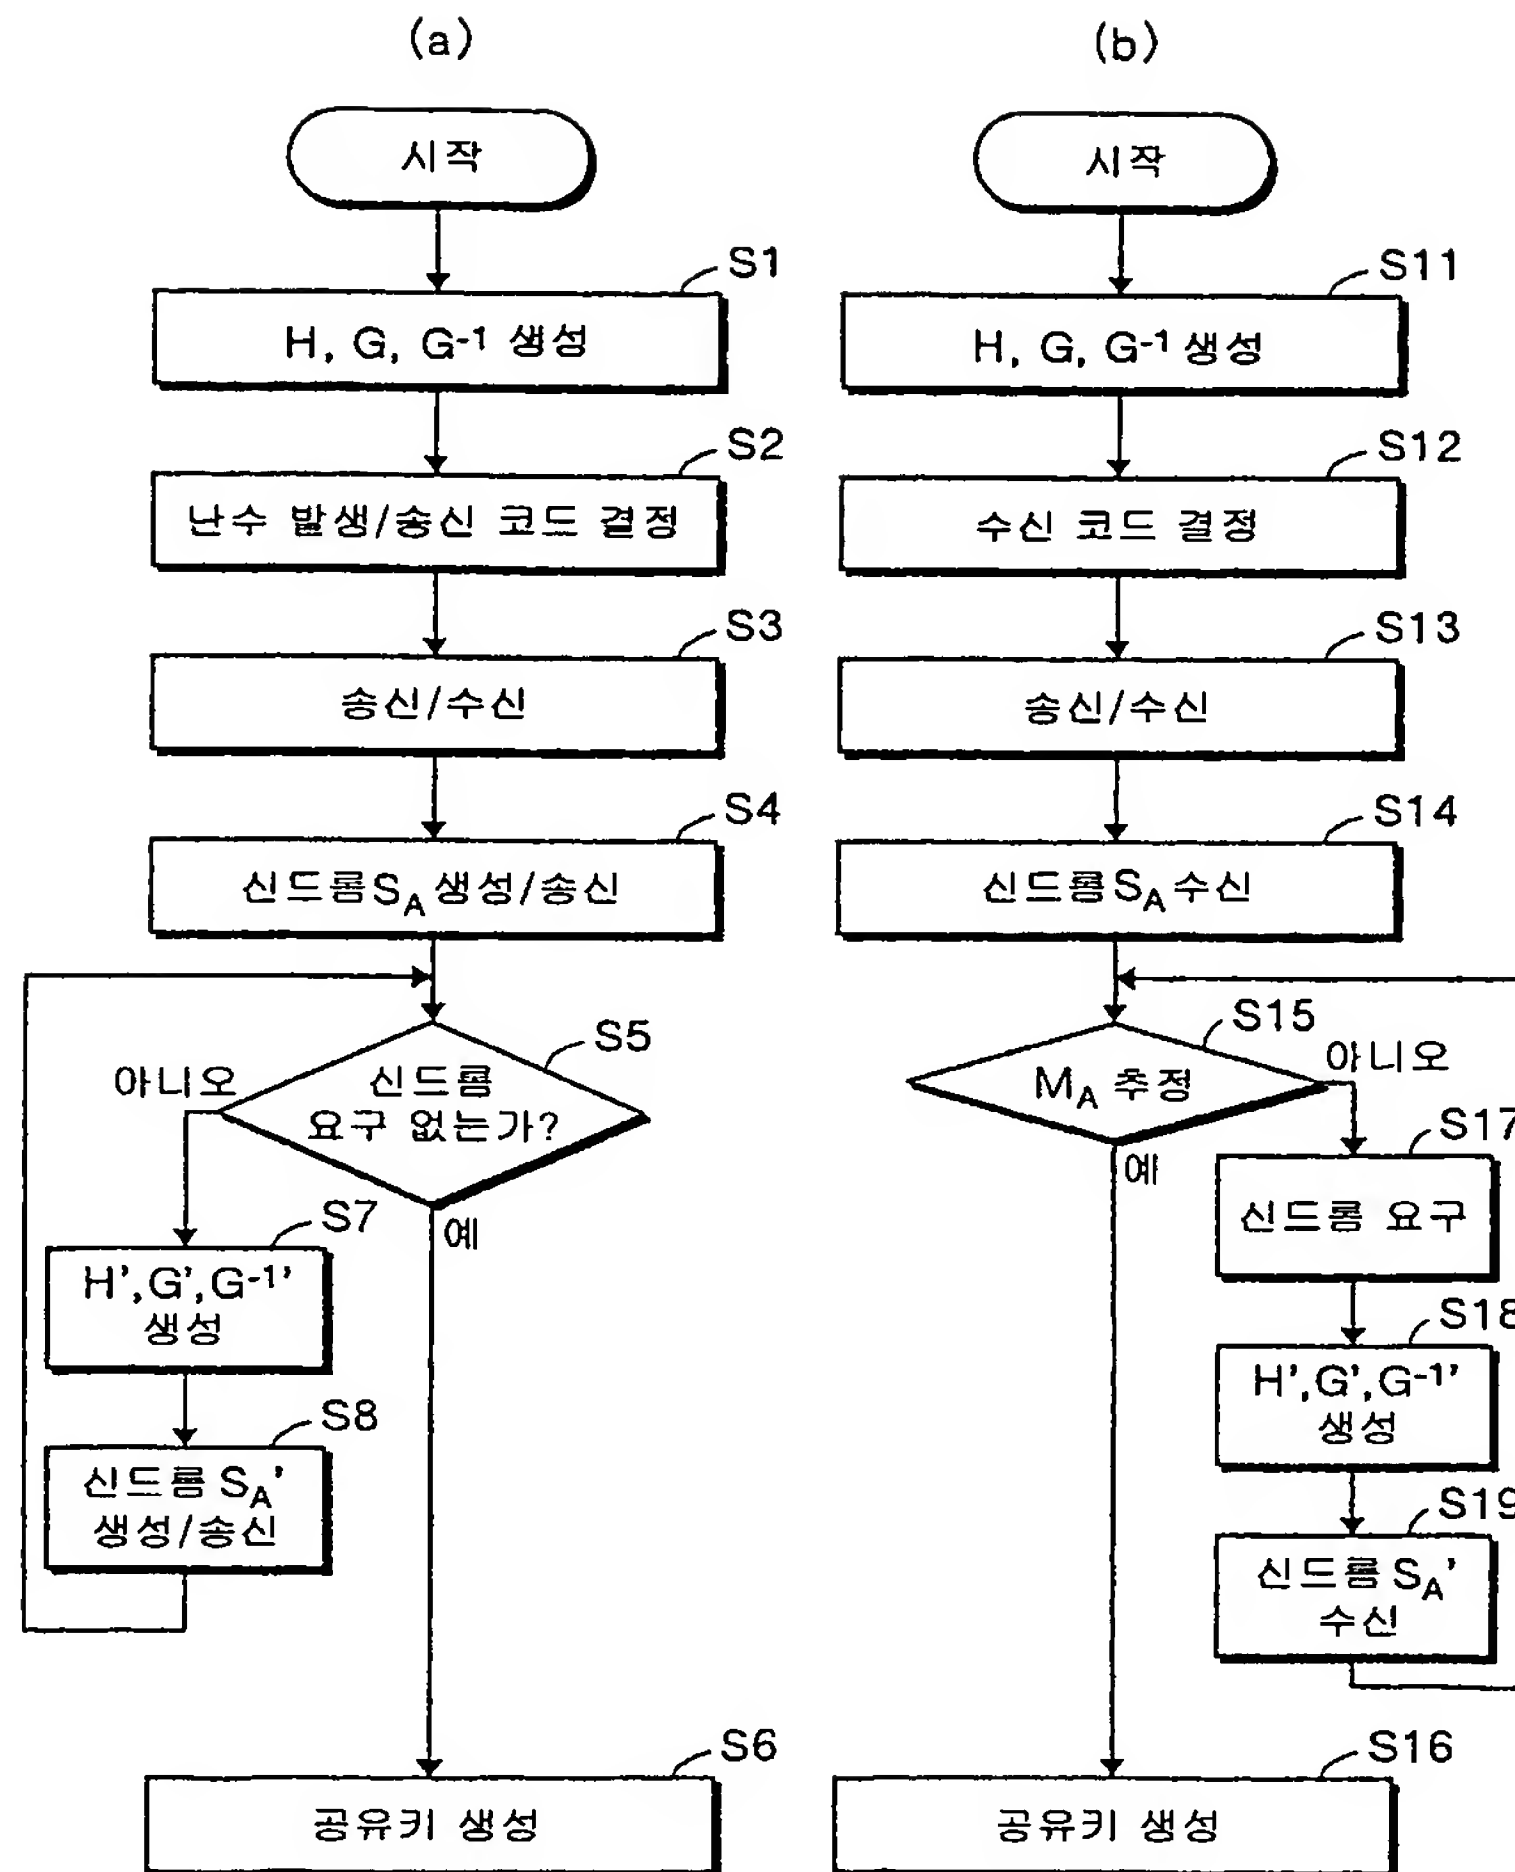 (a)
시작
S1
H, G, G-1 생성
S2
난수 발생/송신 코드 결정
S3
송신/수신
S4
신드롬 SA 생성/송신
S5
신드롬
요구 없는가?
아니오
예
S7
H', G', G-1'
생성
S8
신드롬 SA'
생성/송신
S6
공유키 생성
(b)
시작
S11
H, G, G-1 생성
S12
수신 코드 결정
S13
송신/수신
S14
신드롬 SA 수신
S15
MA 추정
아니오
예
S17
신드롬 요구
S18
H', G', G-1'
생성
S19
신드롬 SA'
수신
S16
공유키 생성